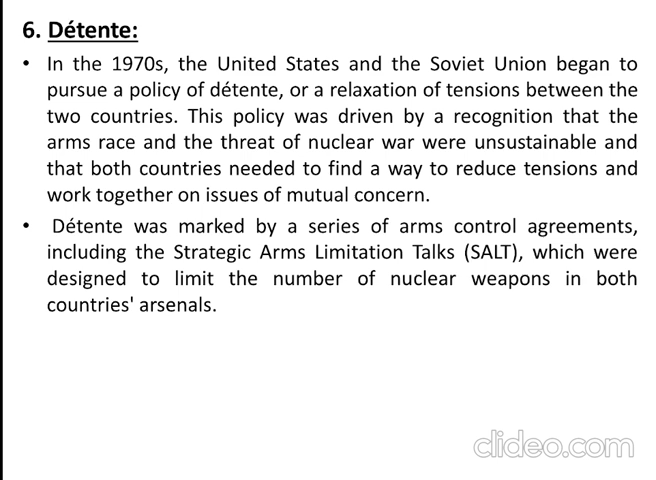 6. Détente:
• In the 1970s, the United States and the Soviet Union began to
pursue a policy of détente, or a relaxation of tensions between the
two countries. This policy was driven by a recognition that the
arms race and the threat of nuclear war were unsustainable and
that both countries needed to find a way to reduce tensions and
work together on issues of mutual concern.
• Détente was marked by a series of arms control agreements,
including the Strategic Arms Limitation Talks (SALT), which were
designed to limit the number of nuclear weapons in both
countries' arsenals.
clideo.com